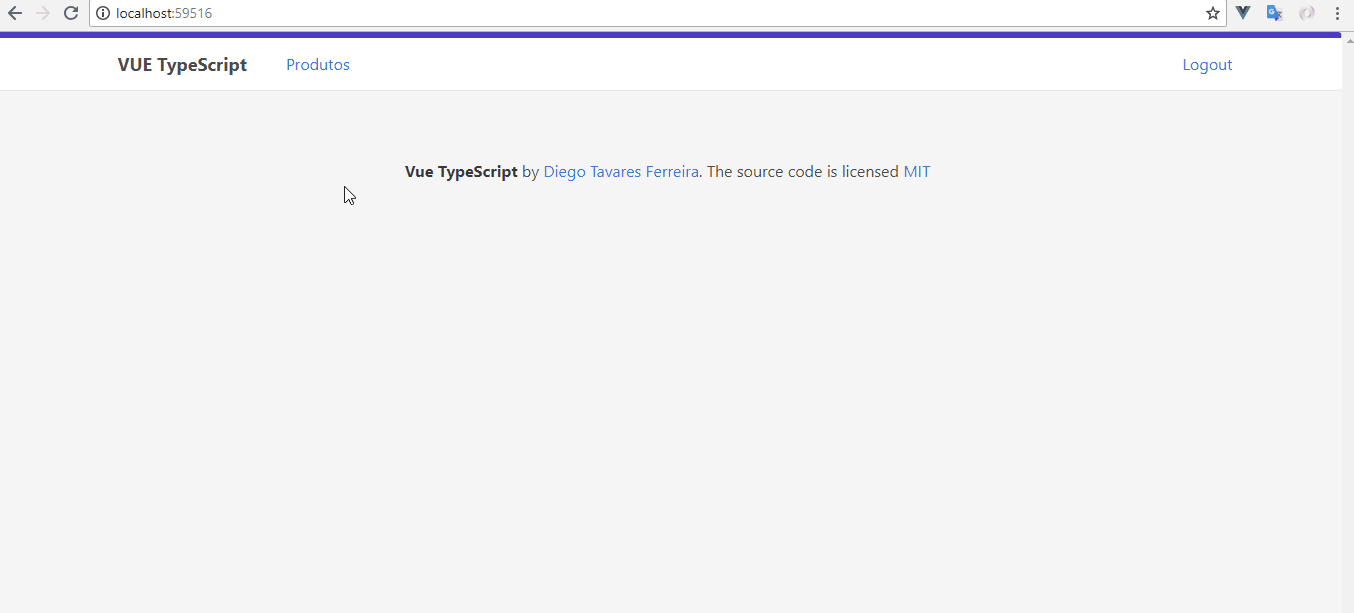 localhost:59516
VUE TypeScript Produtos Logout
Vue TypeScript by Diego Tavares Ferreira. The source code is licensed MIT